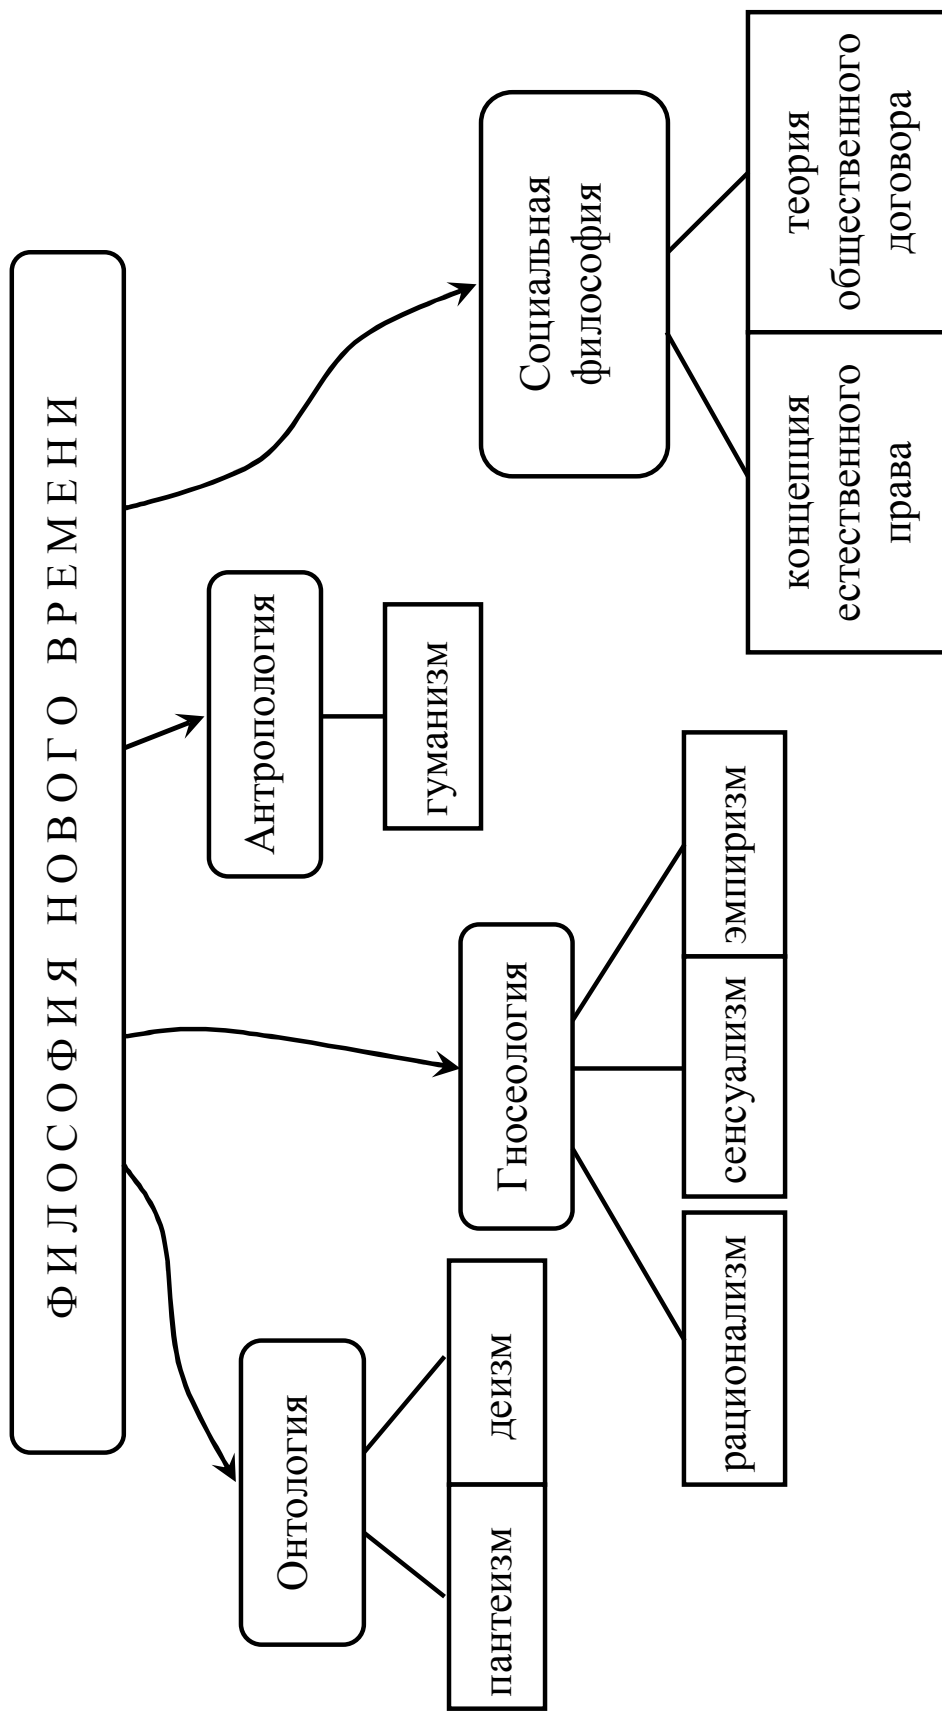 ФИЛОСОФИЯ НОВОГО ВРЕМЕНИ
Онтология
пантеизм
деизм
Гносеология
рационализм
сенсуализм
эмпиризм
Антропология
гуманизм
Социальная
философия
концепция
естественного
права
теория
общественного
договора